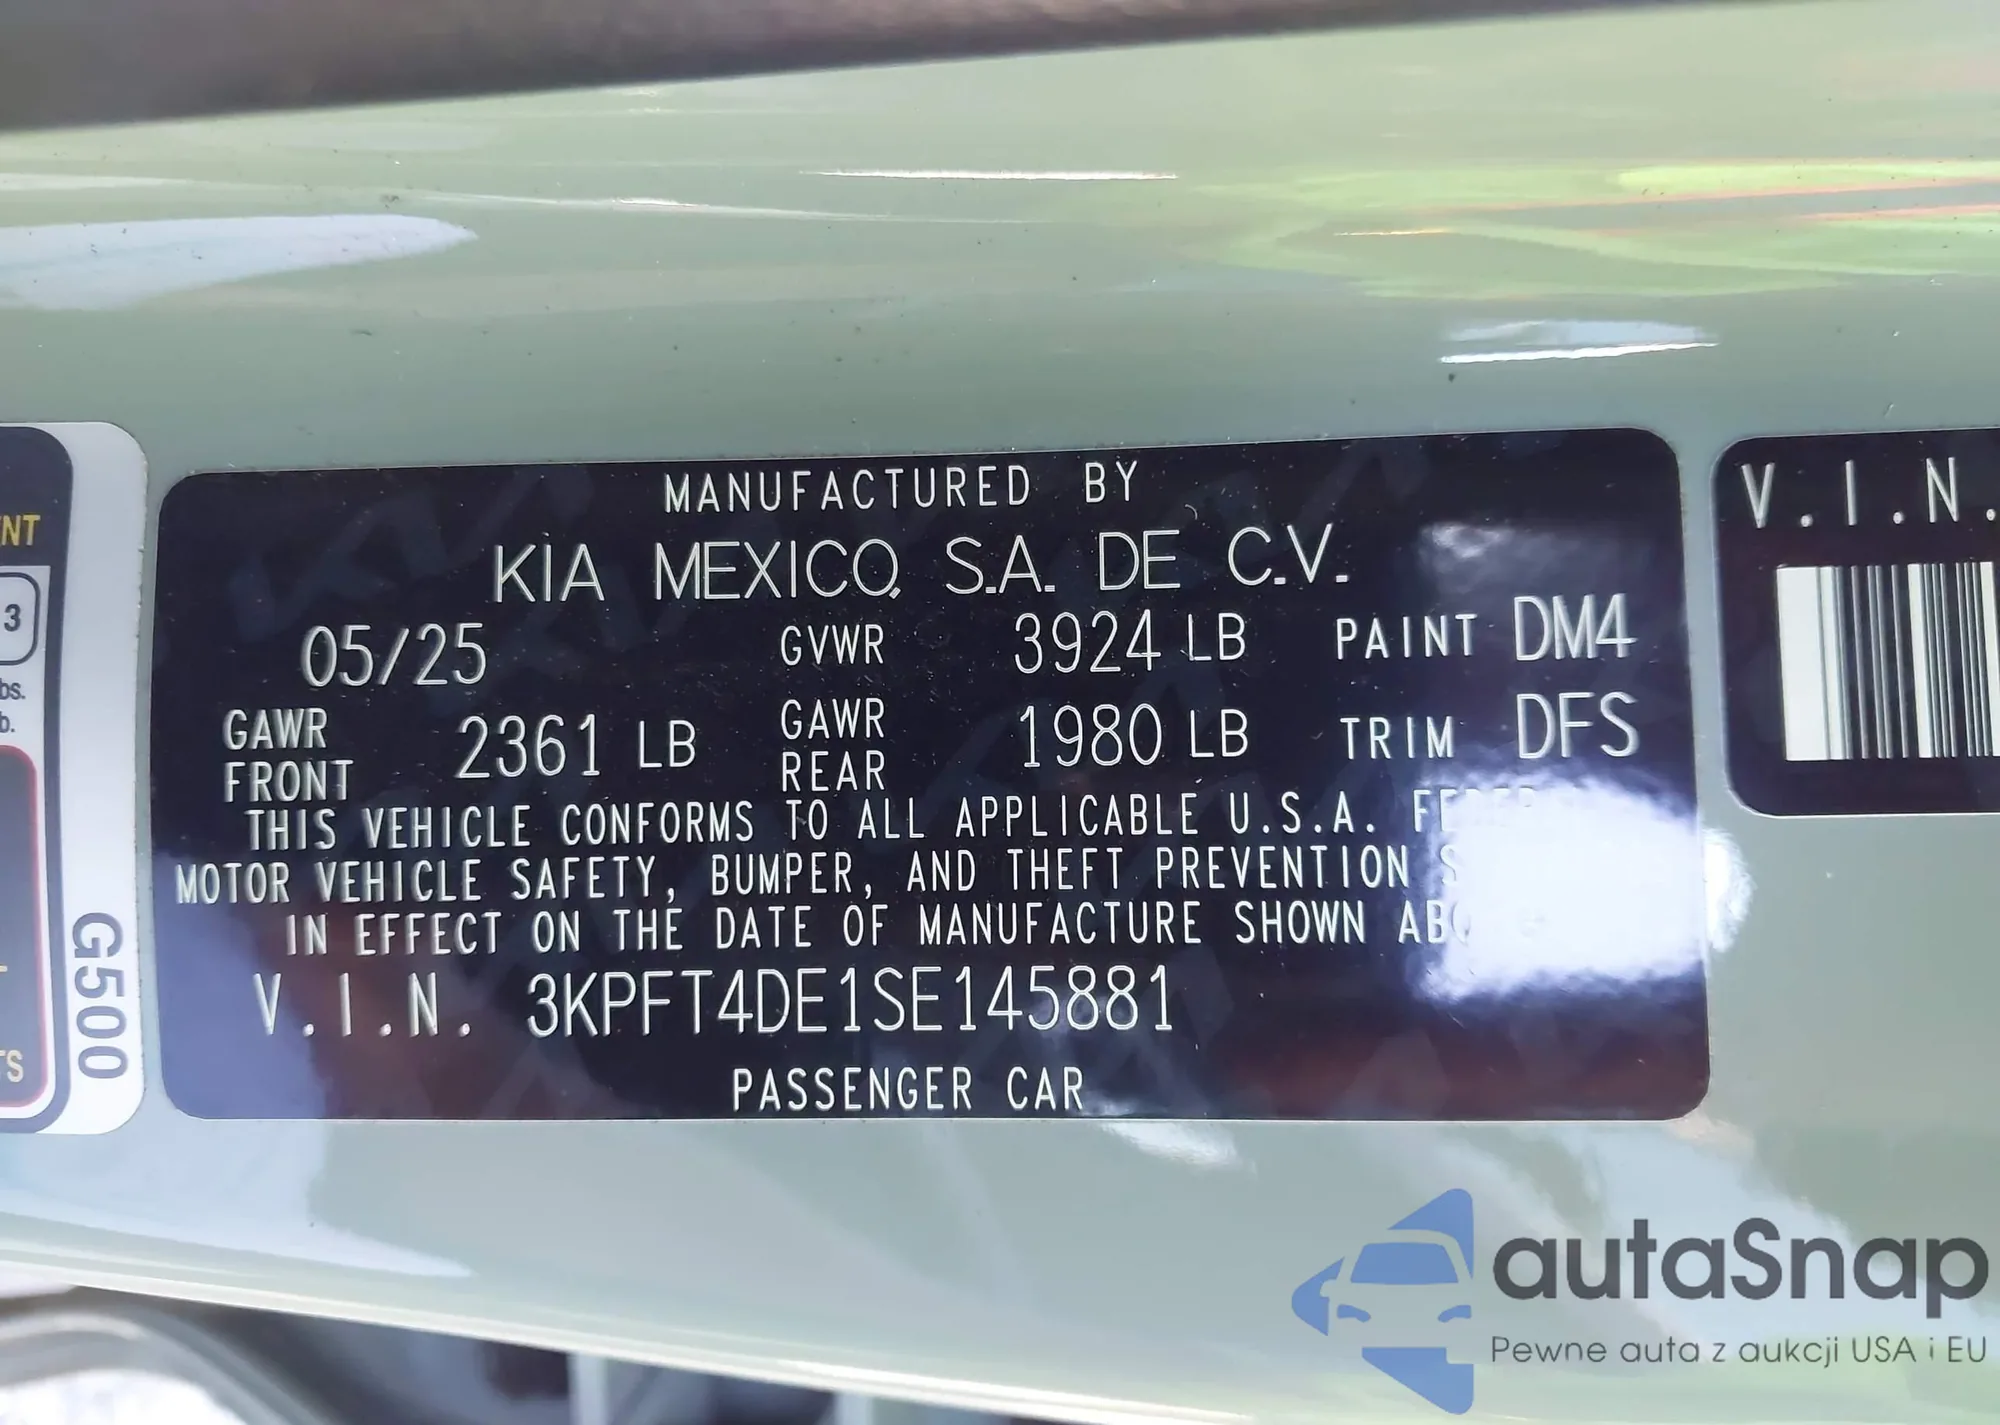 MANUFACTURED BY
KIA MEXICO, S.A. DE C.V.
05/25 GVWR 3924 LB PAINT DM4
GAWR FRONT 2361 LB GAWR REAR 1980 LB TRIM DFS
THIS VEHICLE CONFORMS TO ALL APPLICABLE U.S.A.
MOTOR VEHICLE SAFETY, BUMPER, AND THEFT PREVENTION
IN EFFECT ON THE DATE OF MANUFACTURE SHOWN
V.I.N. 3KPFT4DE1SE145881
PASSENGER CAR
V.I.N.
G500
3
autaSnap
Pewne auta z aukcji USA i EU